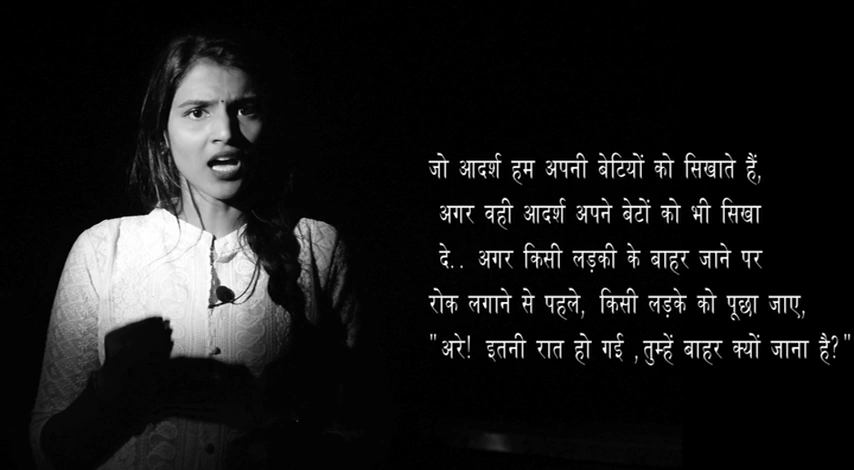 जो आदर्श हम अपनी बेटियों को सिखाते हैं,
अगर वही आदर्श अपने बेटों को भी सिखा
दे.. अगर किसी लड़की के बाहर जाने पर
रोक लगाने से पहले, किसी लड़के को पूछा जाए,
"अरे! इतनी रात हो गई ,तुम्हें बाहर क्यों जाना है?"